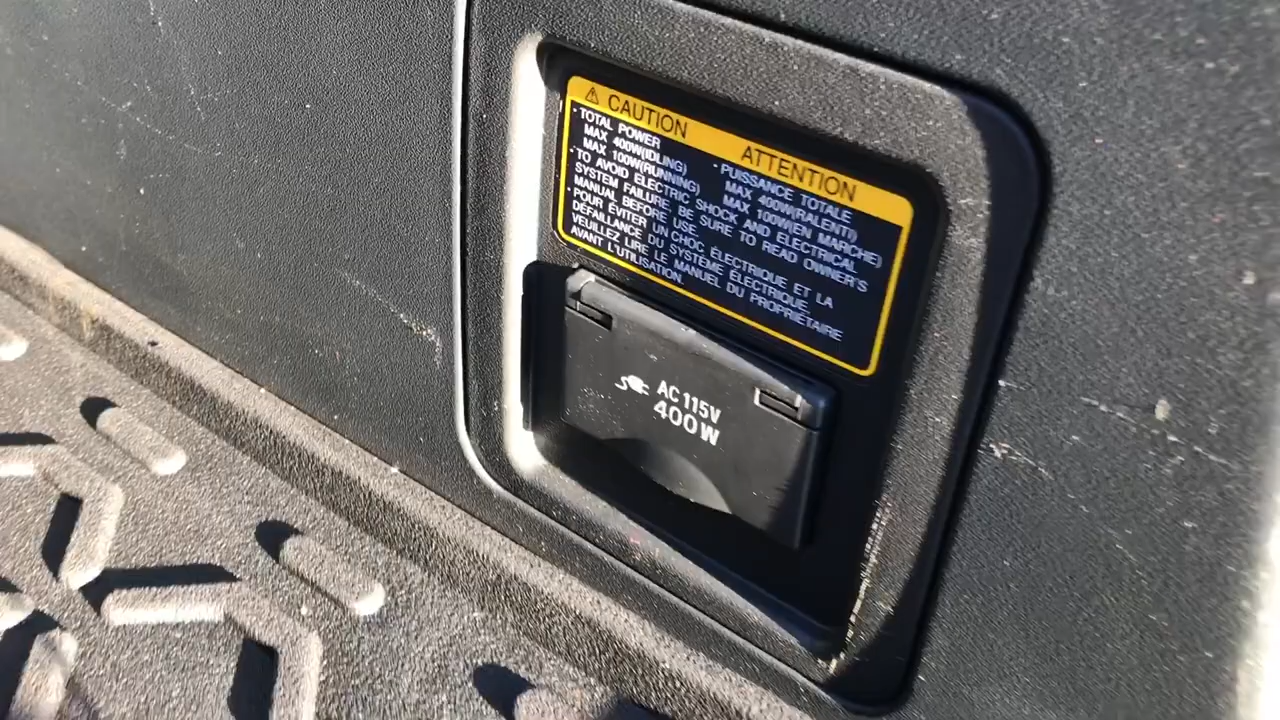 ⚠ CAUTION
ATTENTION
· TOTAL POWER
MAX 400W(IDLING)
MAX 100W(RUNNING)
· PUISSANCE TOTALE
MAX 400W(RALENTI)
MAX 100W(EN MARCHE)
· TO AVOID ELECTRIC SHOCK AND ELECTRICAL
SYSTEM FAILURE, BE SURE TO READ OWNER'S
MANUAL BEFORE USE.
· POUR ÉVITER UN CHOC ÉLECTRIQUE ET LA
DÉFAILLANCE DU SYSTÈME ÉLECTRIQUE,
VEUILLEZ LIRE LE MANUEL DU PROPRIÉTAIRE
AVANT L'UTILISATION.
AC 115V
400W